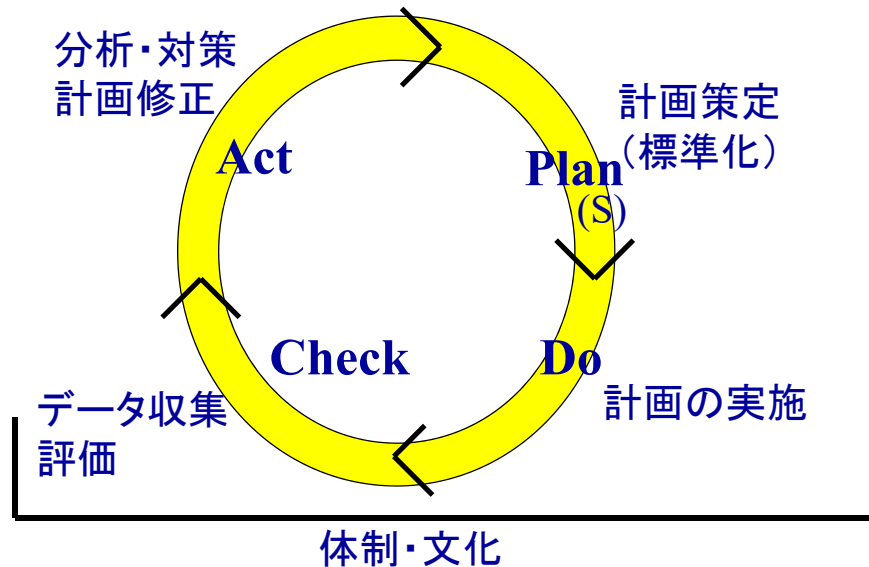 分析・対策
計画修正
Act
計画策定
（標準化）
Plan
(S)
Check
Do
データ収集
評価
計画の実施
体制・文化